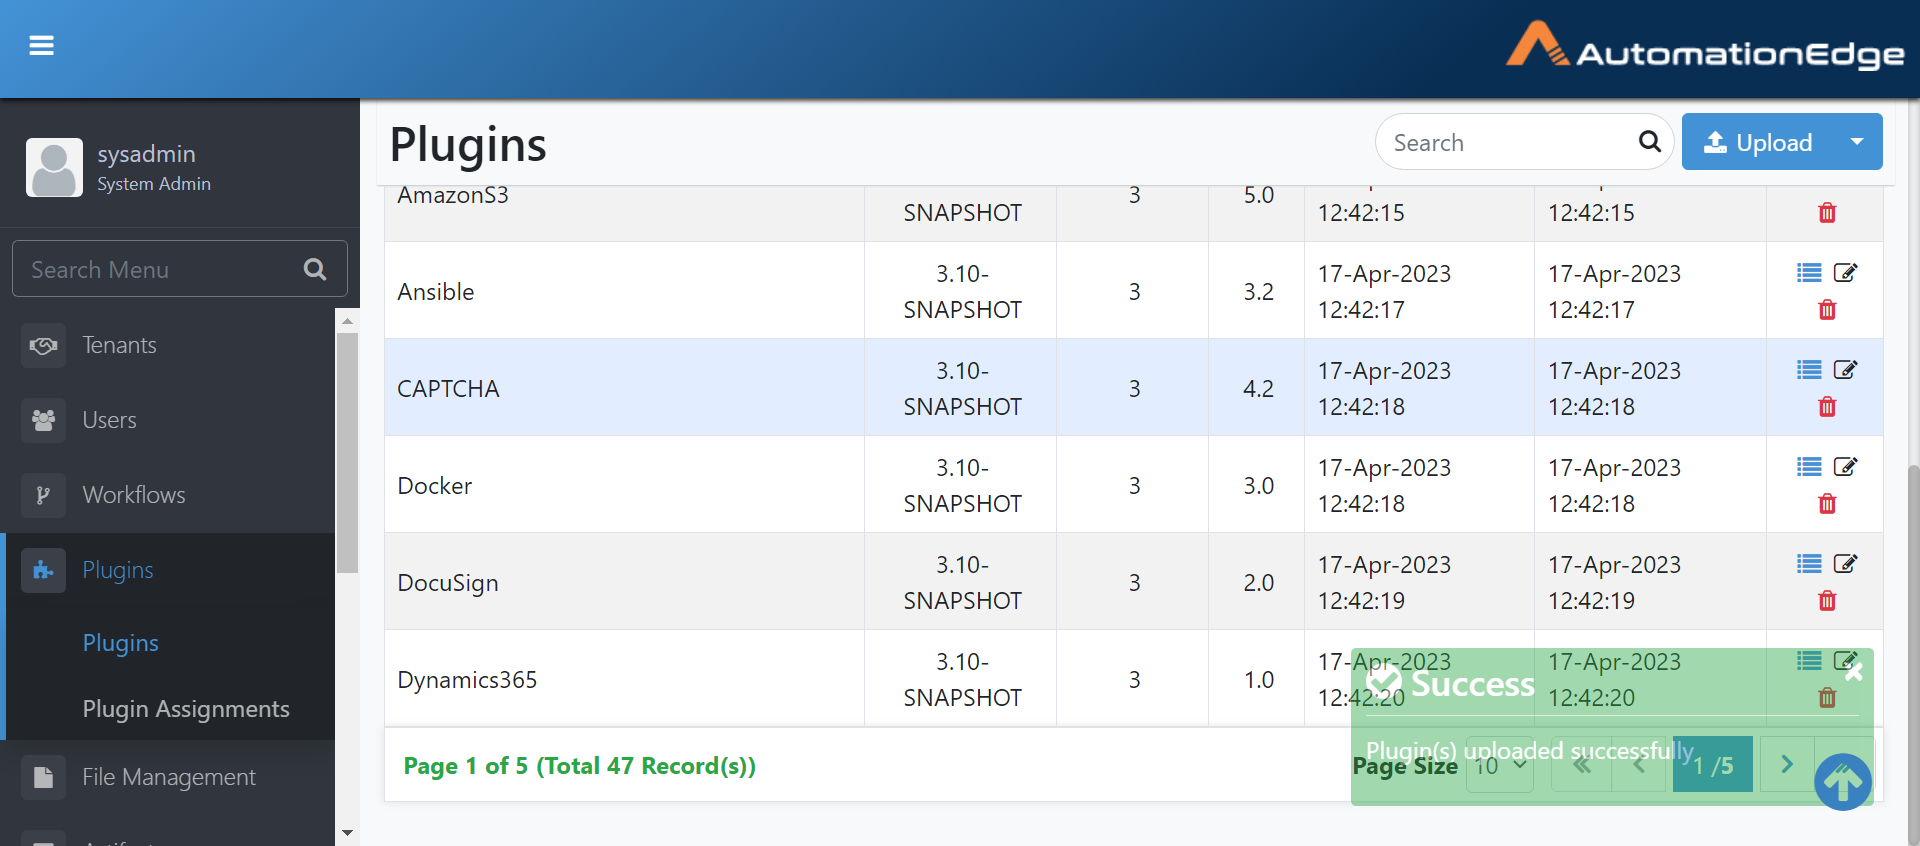 AutomationEdge
sysadmin
System Admin
Search Menu
Tenants
Users
Workflows
Plugins
Plugins
Plugin Assignments
File Management
Plugins
Search
Upload
AmazonS3 SNAPSHOT 3 5.0 12:42:15 12:42:15
Ansible 3.10-SNAPSHOT 3 3.2 17-Apr-2023 12:42:17 17-Apr-2023 12:42:17
CAPTCHA 3.10-SNAPSHOT 3 4.2 17-Apr-2023 12:42:18 17-Apr-2023 12:42:18
Docker 3.10-SNAPSHOT 3 3.0 17-Apr-2023 12:42:18 17-Apr-2023 12:42:18
DocuSign 3.10-SNAPSHOT 3 2.0 17-Apr-2023 12:42:19 17-Apr-2023 12:42:19
Dynamics365 3.10-SNAPSHOT 3 1.0 17-Apr-2023 12:42:20 17-Apr-2023 12:42:20
Success
Plugin(s) uploaded successfully
Page 1 of 5 (Total 47 Record(s))
Page Size 10 « ‹ 1 /5 ›